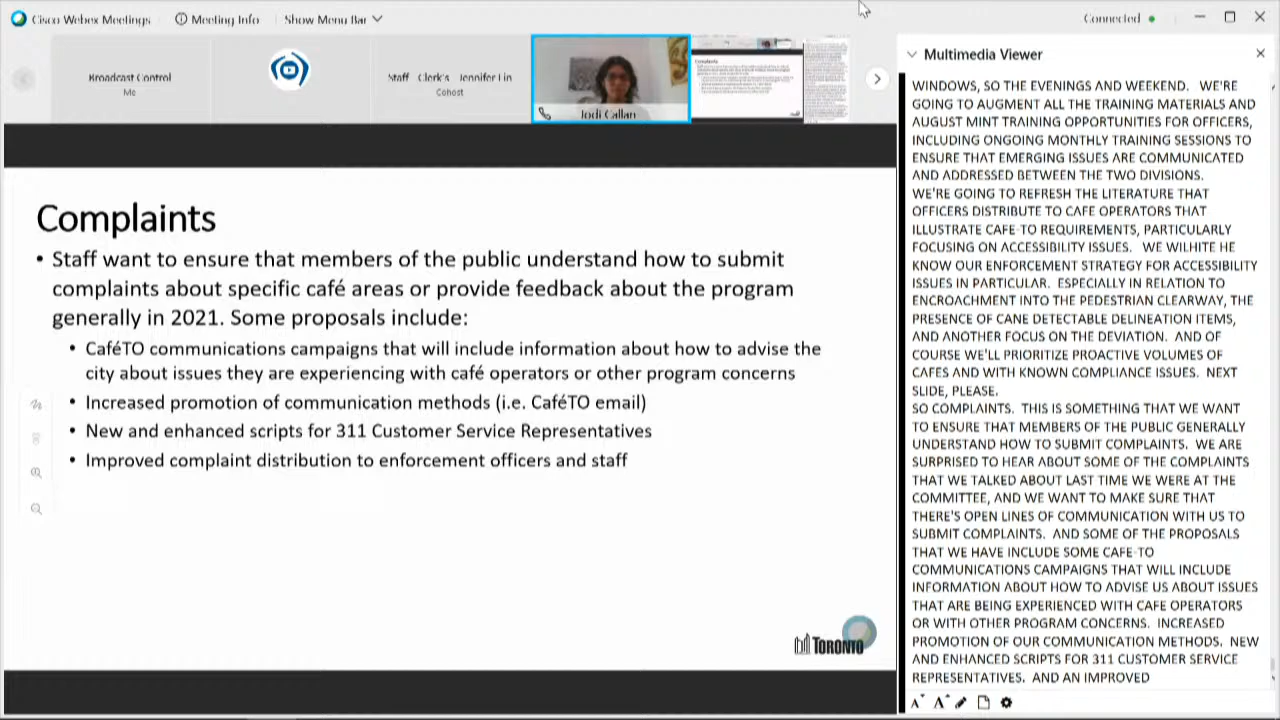 Cisco Webex Meetings
Meeting Info
Show Menu Bar
Connected
Broadcast Control
Staff
Clerk's
Jennifer Lin
Cohort
Jodi Callan
Complaints
Multimedia Viewer
Complaints
• Staff want to ensure that members of the public understand how to submit
complaints about specific café areas or provide feedback about the program
generally in 2021. Some proposals include:
• CaféTO communications campaigns that will include information about how to advise the
city about issues they are experiencing with café operators or other program concerns
• Increased promotion of communication methods (i.e. CaféTO email)
• New and enhanced scripts for 311 Customer Service Representatives
• Improved complaint distribution to enforcement officers and staff
TORONTO
WINDOWS, SO THE EVENINGS AND WEEKEND. WE'RE
GOING TO AUGMENT ALL THE TRAINING MATERIALS AND
AUGUST MINT TRAINING OPPORTUNITIES FOR OFFICERS,
INCLUDING ONGOING MONTHLY TRAINING SESSIONS TO
ENSURE THAT EMERGING ISSUES ARE COMMUNICATED
AND ADDRESSED BETWEEN THE TWO DIVISIONS.
WE'RE GOING TO REFRESH THE LITERATURE THAT
OFFICERS DISTRIBUTE TO CAFE OPERATORS THAT
ILLUSTRATE CAFE-TO REQUIREMENTS, PARTICULARLY
FOCUSING ON ACCESSIBILITY ISSUES. WE WILHITE HE
KNOW OUR ENFORCEMENT STRATEGY FOR ACCESSIBILITY
ISSUES IN PARTICULAR. ESPECIALLY IN RELATION TO
ENCROACHMENT INTO THE PEDESTRIAN CLEARWAY, THE
PRESENCE OF CANE DETECTABLE DELINEATION ITEMS,
AND ANOTHER FOCUS ON THE DEVIATION. AND OF
COURSE WE'LL PRIORITIZE PROACTIVE VOLUMES OF
CAFES AND WITH KNOWN COMPLIANCE ISSUES. NEXT
SLIDE, PLEASE.
SO COMPLAINTS. THIS IS SOMETHING THAT WE WANT
TO ENSURE THAT MEMBERS OF THE PUBLIC GENERALLY
UNDERSTAND HOW TO SUBMIT COMPLAINTS. WE ARE
SURPRISED TO HEAR ABOUT SOME OF THE COMPLAINTS
THAT WE TALKED ABOUT LAST TIME WE WERE AT THE
COMMITTEE, AND WE WANT TO MAKE SURE THAT
THERE'S OPEN LINES OF COMMUNICATION WITH US TO
SUBMIT COMPLAINTS. AND SOME OF THE PROPOSALS
THAT WE HAVE INCLUDE SOME CAFE-TO
COMMUNICATIONS CAMPAIGNS THAT WILL INCLUDE
INFORMATION ABOUT HOW TO ADVISE US ABOUT ISSUES
THAT ARE BEING EXPERIENCED WITH CAFE OPERATORS
OR WITH OTHER PROGRAM CONCERNS. INCREASED
PROMOTION OF OUR COMMUNICATION METHODS. NEW
AND ENHANCED SCRIPTS FOR 311 CUSTOMER SERVICE
REPRESENTATIVES. AND AN IMPROVED